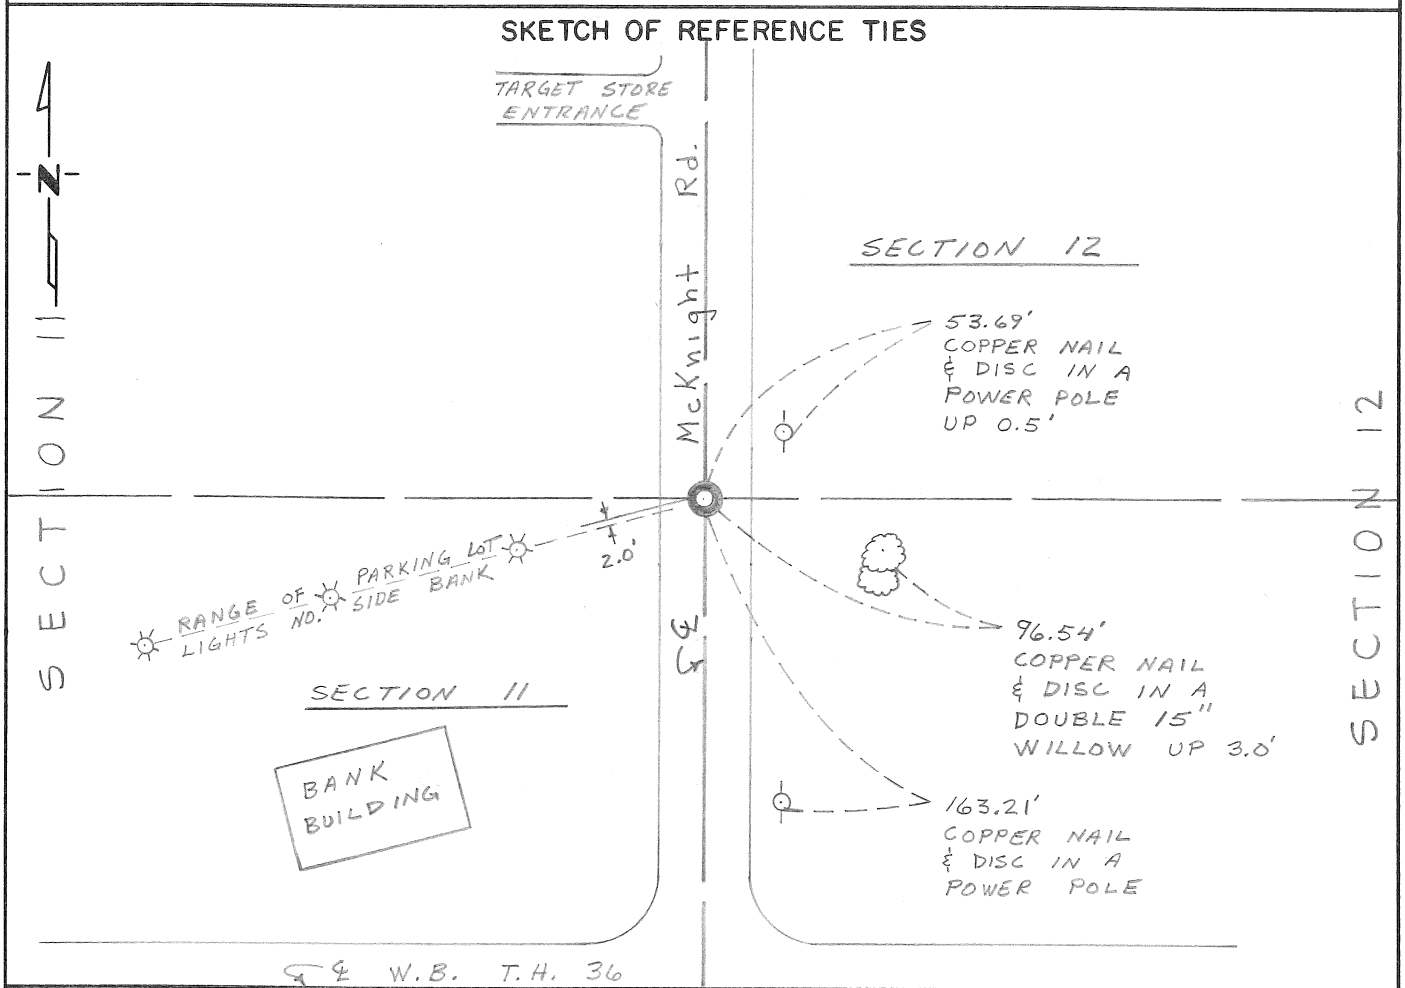 SKETCH OF REFERENCE TIES
TARGET STORE
ENTRANCE
N
McKnight Rd.
SECTION 12
SECTION 11
53.69'
COPPER NAIL
& DISC IN A
POWER POLE
UP 0.5'
SECTION 12
2.0'
RANGE OF PARKING LOT
LIGHTS NO. SIDE BANK
℄
96.54'
COPPER NAIL
& DISC IN A
DOUBLE 15"
WILLOW UP 3.0'
SECTION 11
BANK
BUILDING
163.21'
COPPER NAIL
& DISC IN A
POWER POLE
℄ W.B. T.H. 36